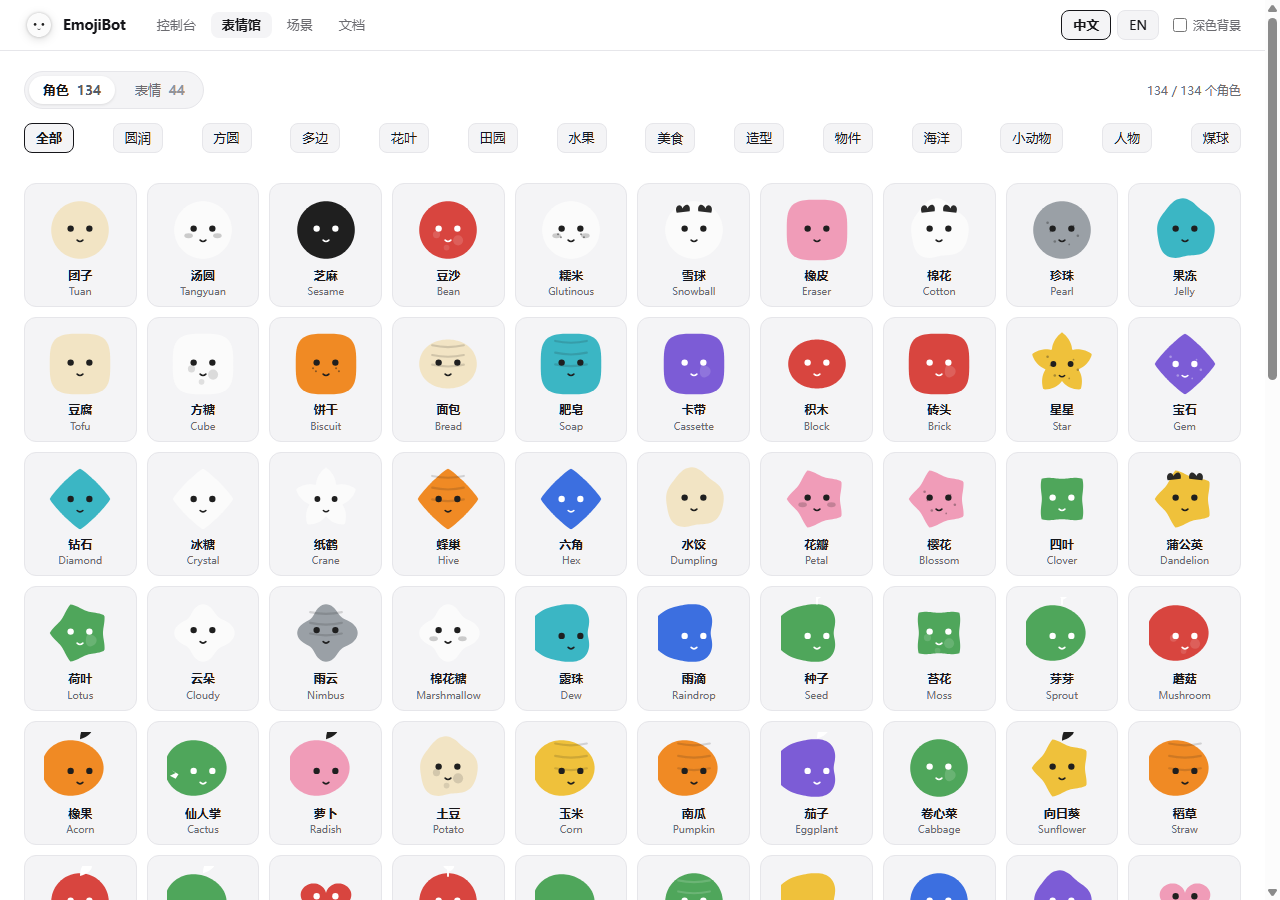 EmojiBot 控制台 表情馆 场景 文档 中文 EN 深色背景
角色 134 表情 44 134 / 134 个角色
全部 圆润 方圆 多边 花叶 田园 水果 美食 造型 物件 海洋 小动物 人物 煤球
团子 汤圆 芝麻 豆沙 糯米 雪球 橡皮 棉花 珍珠 果冻
Tuan Tangyuan Sesame Bean Glutinous Snowball Eraser Cotton Pearl Jelly
豆腐 方糖 饼干 面包 肥皂 卡带 积木 砖头 星星 宝石
Tofu Cube Biscuit Bread Soap Cassette Block Brick Star Gem
钻石 冰糖 纸鹤 蜂巢 六角 水饺 花瓣 樱花 四叶 蒲公英
Diamond Crystal Crane Hive Hex Dumpling Petal Blossom Clover Dandelion
荷叶 云朵 雨云 棉花糖 露珠 雨滴 种子 苔花 芽芽 蘑菇
Lotus Cloudy Nimbus Marshmallow Dew Raindrop Seed Moss Sprout Mushroom
橡果 仙人掌 萝卜 土豆 玉米 南瓜 茄子 卷心菜 向日葵 稻草
Acorn Cactus Radish Potato Corn Pumpkin Eggplant Cabbage Sunflower Straw